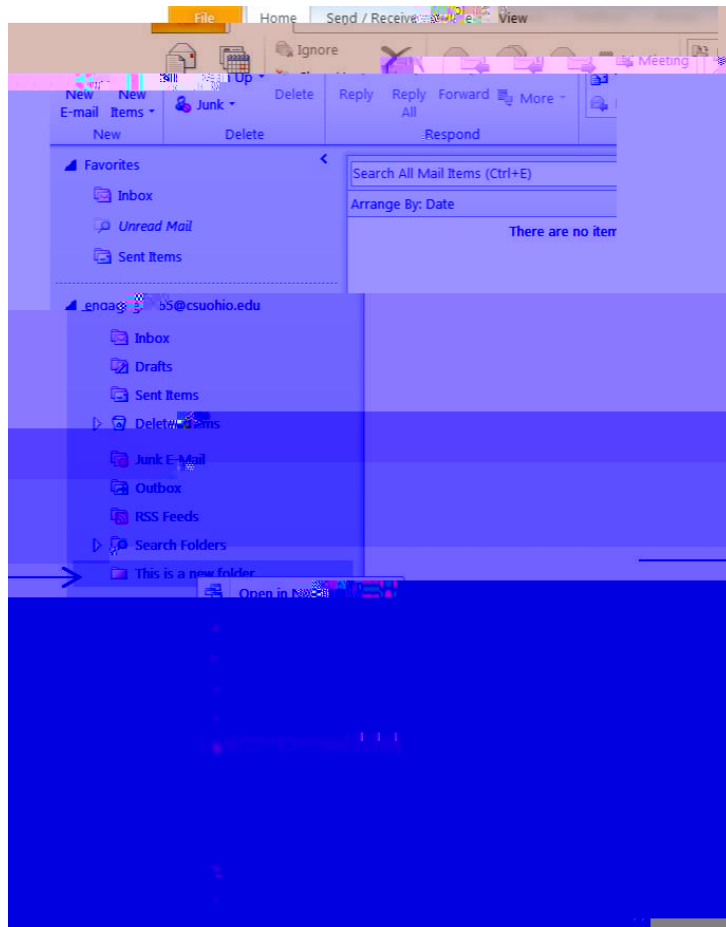 File Home Send / Receive View
Ignore
Meeting
New New
E-mail Items
Junk
Delete
Reply Reply All Forward More
New Delete Respond
Favorites
Search All Mail Items (Ctrl+E)
Inbox
Arrange By: Date
Unread Mail
There are no item
Sent Items
@csuohio.edu
Inbox
Drafts
Sent Items
Junk E-Mail
Outbox
RSS Feeds
Search Folders
This is a new folder
Open in